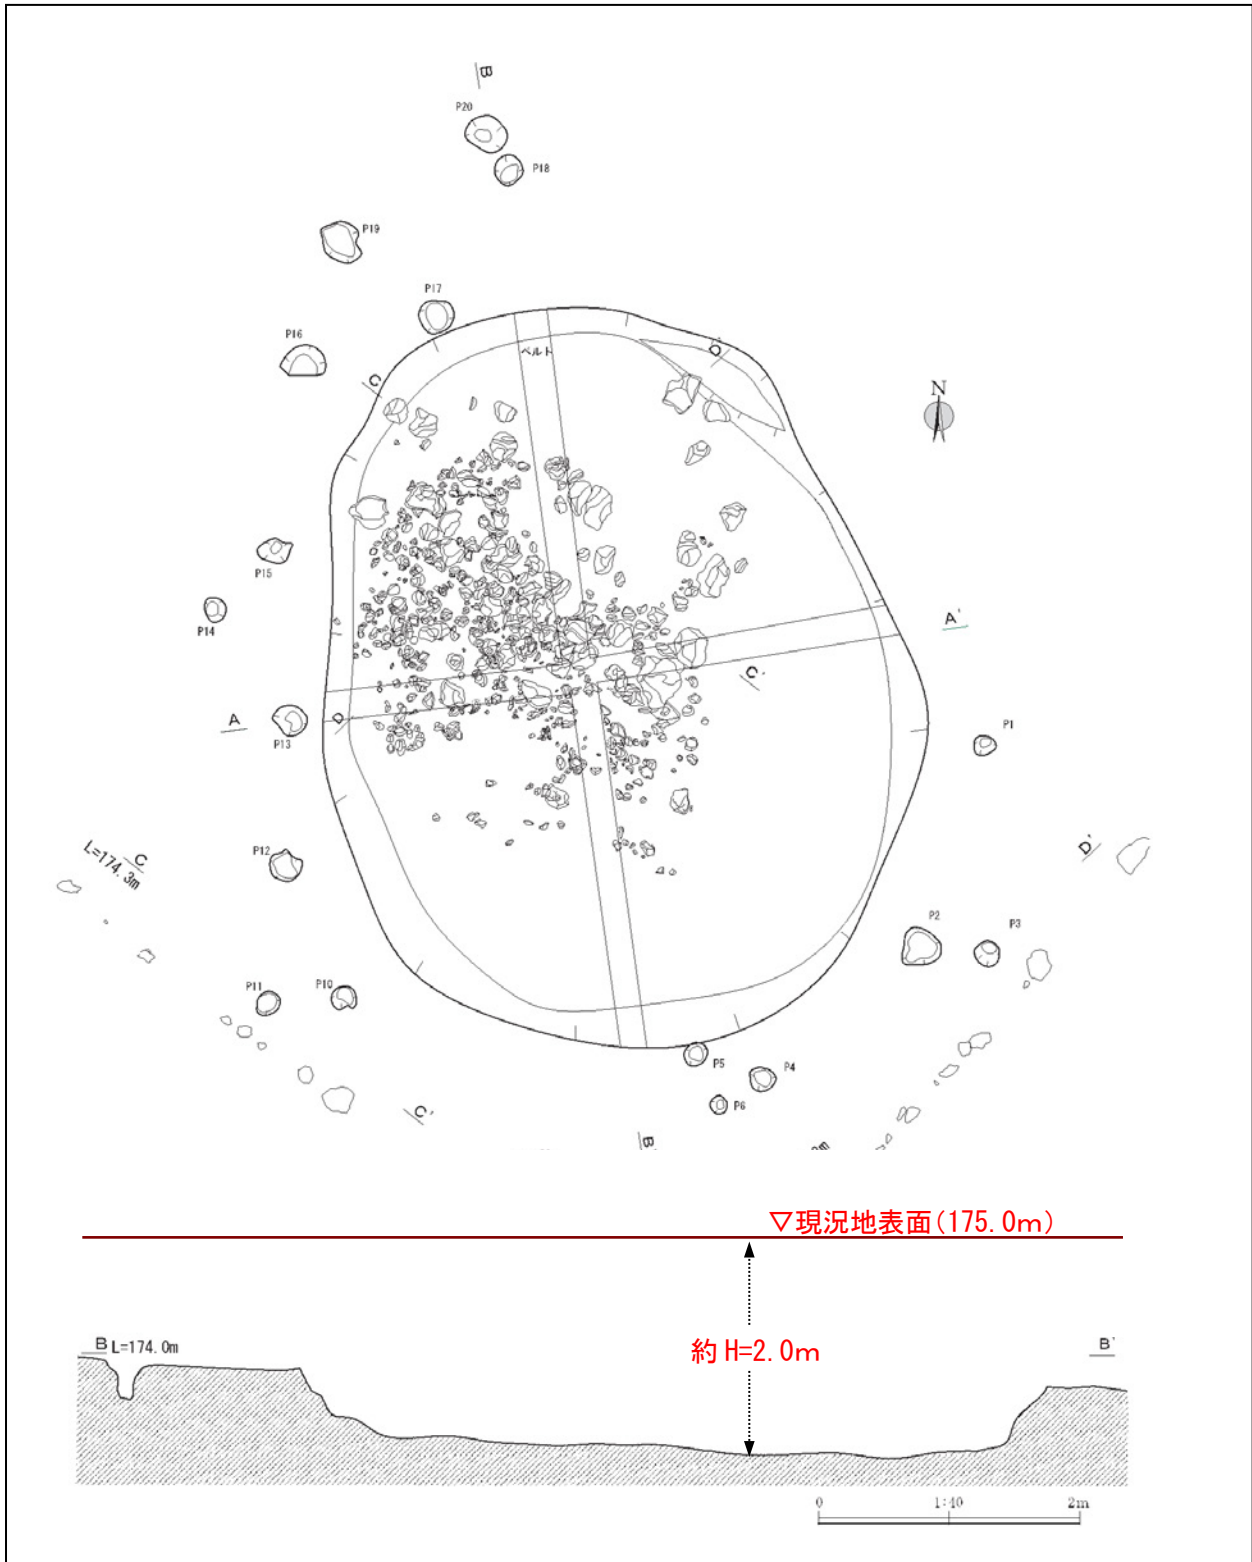 B
P20
P18
P19
P17
P16
ベルト
D'
C
N
P15
P14
A'
C'
A
P13
D
P1
C
L=174.3m
P12
D'
P2
P3
P11
P10
P5
P4
P6
C'
B'
▽現況地表面(175.0m)
B L=174.0m
B'
約 H=2.0m
0 1:40 2m